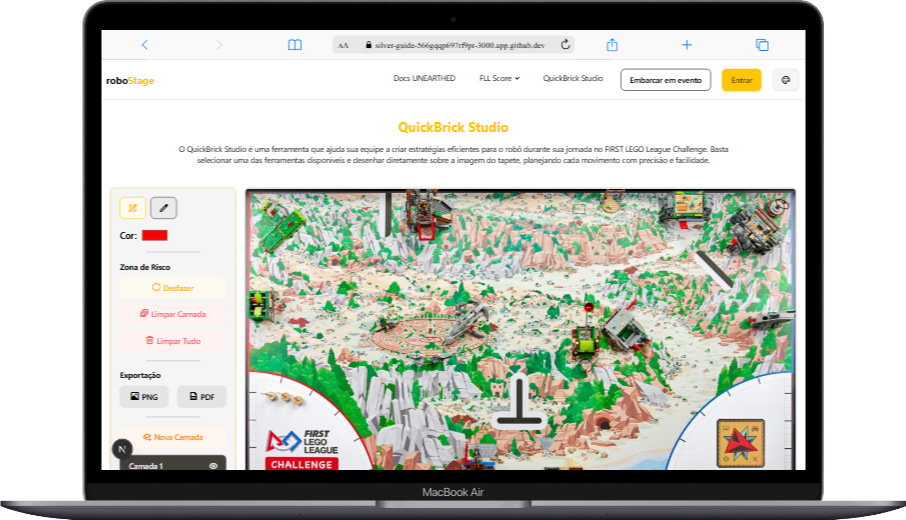 AA silver-guide-566gqqp697rf9pr-3000.app.github.dev
roboStage
Docs UNEARTHED
FLL Score
QuickBrick Studio
Embarcar em evento
Entrar
QuickBrick Studio
O QuickBrick Studio é uma ferramenta que ajuda sua equipe a criar estratégias eficientes para o robô durante sua jornada no FIRST LEGO League Challenge. Basta
selecionar uma das ferramentas disponíveis e desenhar diretamente sobre a imagem do tapete, planejando cada movimento com precisão e facilidade.
Cor:
Zona de Risco
Desfazer
Limpar Camada
Limpar Tudo
Exportação
PNG
PDF
Nova Camada
N
Camada 1
FIRST
LEGO
LEAGUE
CHALLENGE
MacBook Air